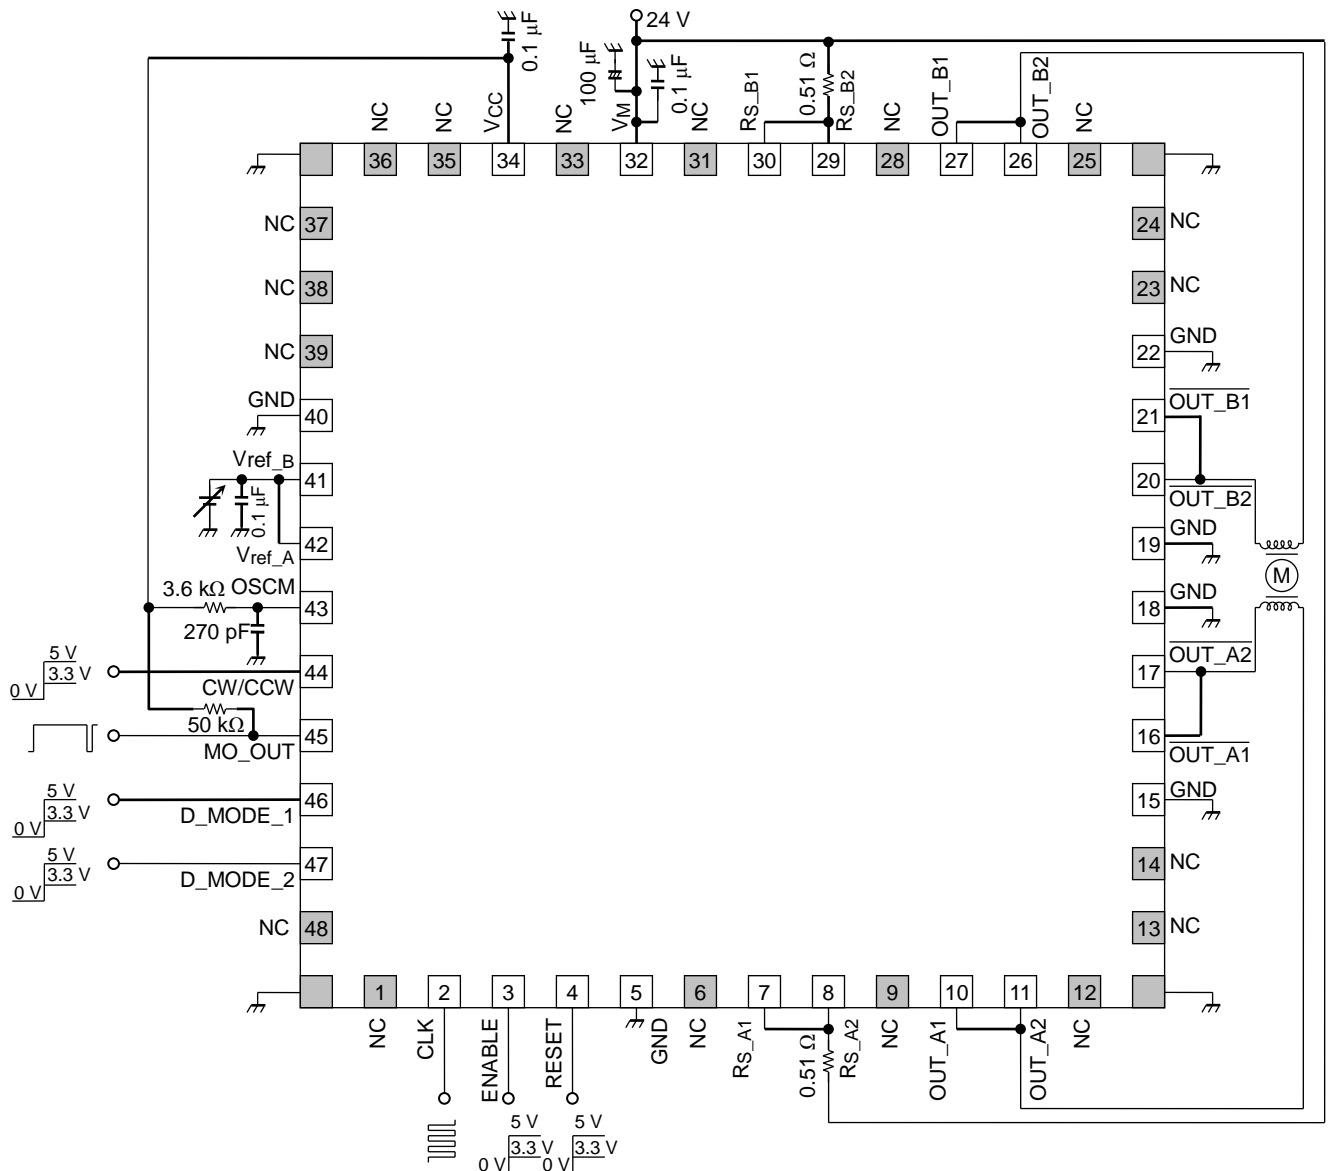 24 V
0.1 µF
100 µF
0.1 µF
0.51 Ω
NC
NC
VCC
NC
VM
NC
RS_B1
RS_B2
NC
OUT_B1
OUT_B2
NC
36
35
34
33
32
31
30
29
28
27
26
25
NC 37
24 NC
NC 38
23 NC
NC 39
22 GND
GND
40
21 OUT_B1
Vref_B
41
20 OUT_B2
0.1 µF
42
Vref_A
19 GND
M
3.6 kΩ
OSCM
43
18 GND
270 pF
5 V
3.3 V
0 V
44
CW/CCW
17 OUT_A2
50 kΩ
45
MO_OUT
16 OUT_A1
5 V
3.3 V
0 V
46
D_MODE_1
15 GND
5 V
3.3 V
0 V
47
D_MODE_2
14 NC
NC 48
13 NC
1
2
3
4
5
6
7
8
9
10
11
12
NC
CLK
ENABLE
RESET
GND
NC
RS_A1
0.51 Ω
RS_A2
NC
OUT_A1
OUT_A2
NC
5 V
3.3 V
0 V
5 V
3.3 V
0 V